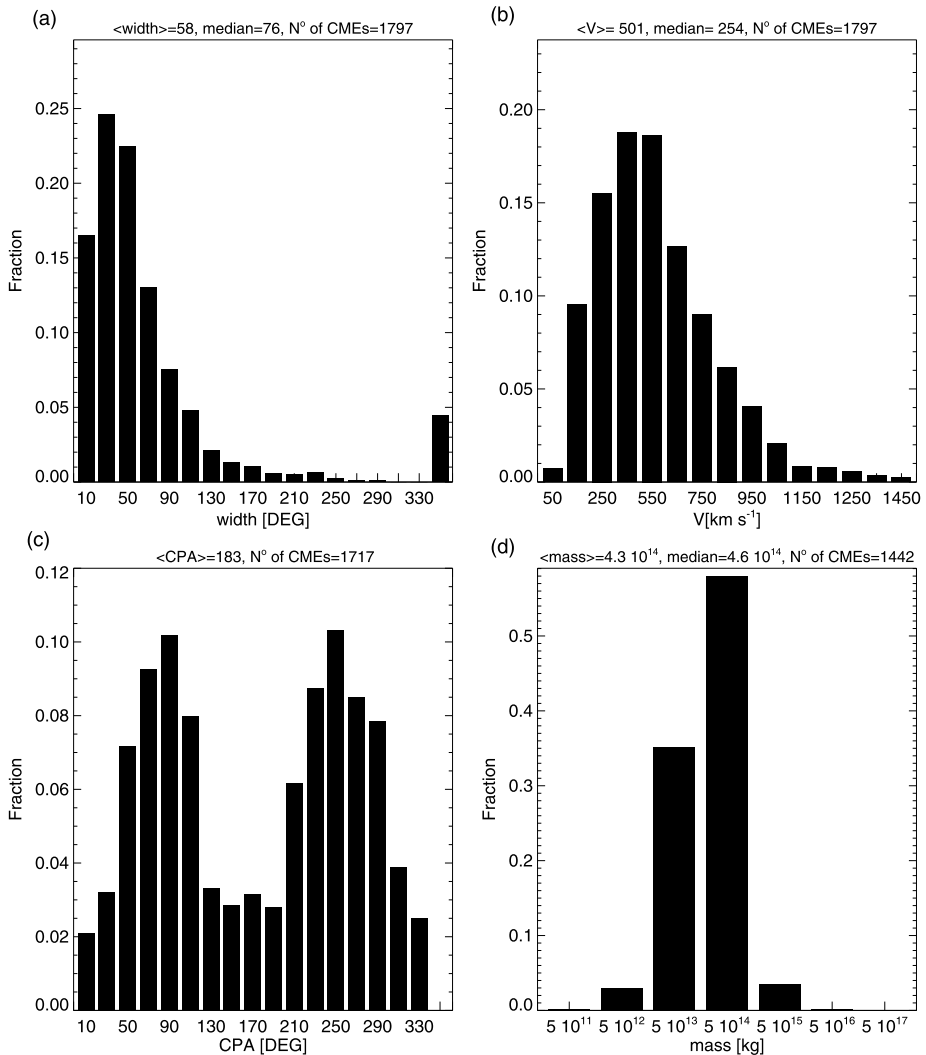 (a)
<width>=58, median=76, N° of CMEs=1797
0.25
0.20
0.15
0.10
0.05
0.00
Fraction
10 50 90 130 170 210 250 290 330
width [DEG]
(b)
<V>= 501, median= 254, N° of CMEs=1797
0.20
0.15
0.10
0.05
0.00
Fraction
50 250 550 750 950 1150 1250 1450
V[km s⁻¹]
(c)
<CPA>=183, N° of CMEs=1717
0.12
0.10
0.08
0.06
0.04
0.02
0.00
Fraction
10 50 90 130 170 210 250 290 330
CPA [DEG]
(d)
<mass>=4.3 10¹⁴, median=4.6 10¹⁴, N° of CMEs=1442
0.5
0.4
0.3
0.2
0.1
0.0
Fraction
5 10¹¹ 5 10¹² 5 10¹³ 5 10¹⁴ 5 10¹⁵ 5 10¹⁶ 5 10¹⁷
mass [kg]